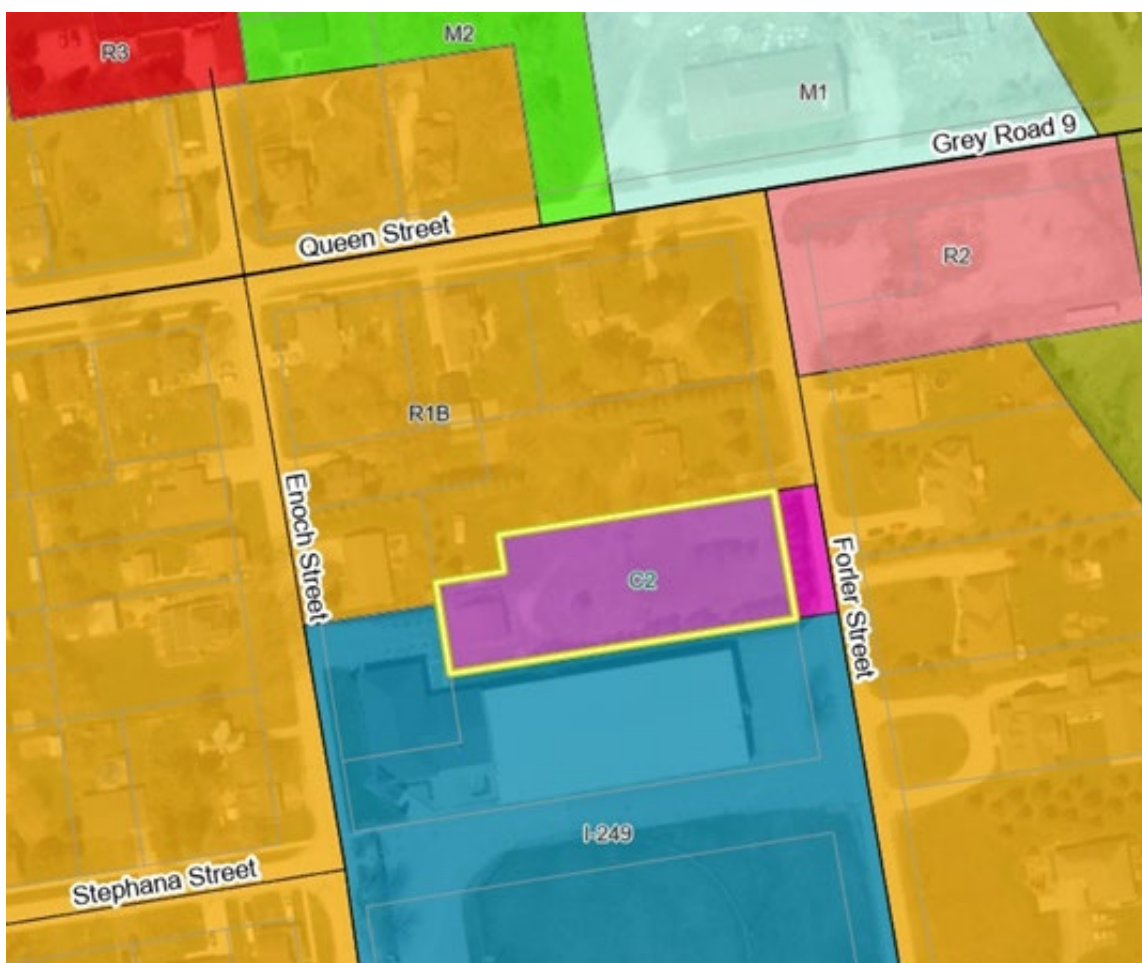 R3
M2
M1
Grey Road 9
Queen Street
R2
R1B
Enoch Street
C2
Forler Street
I-249
Stephana Street